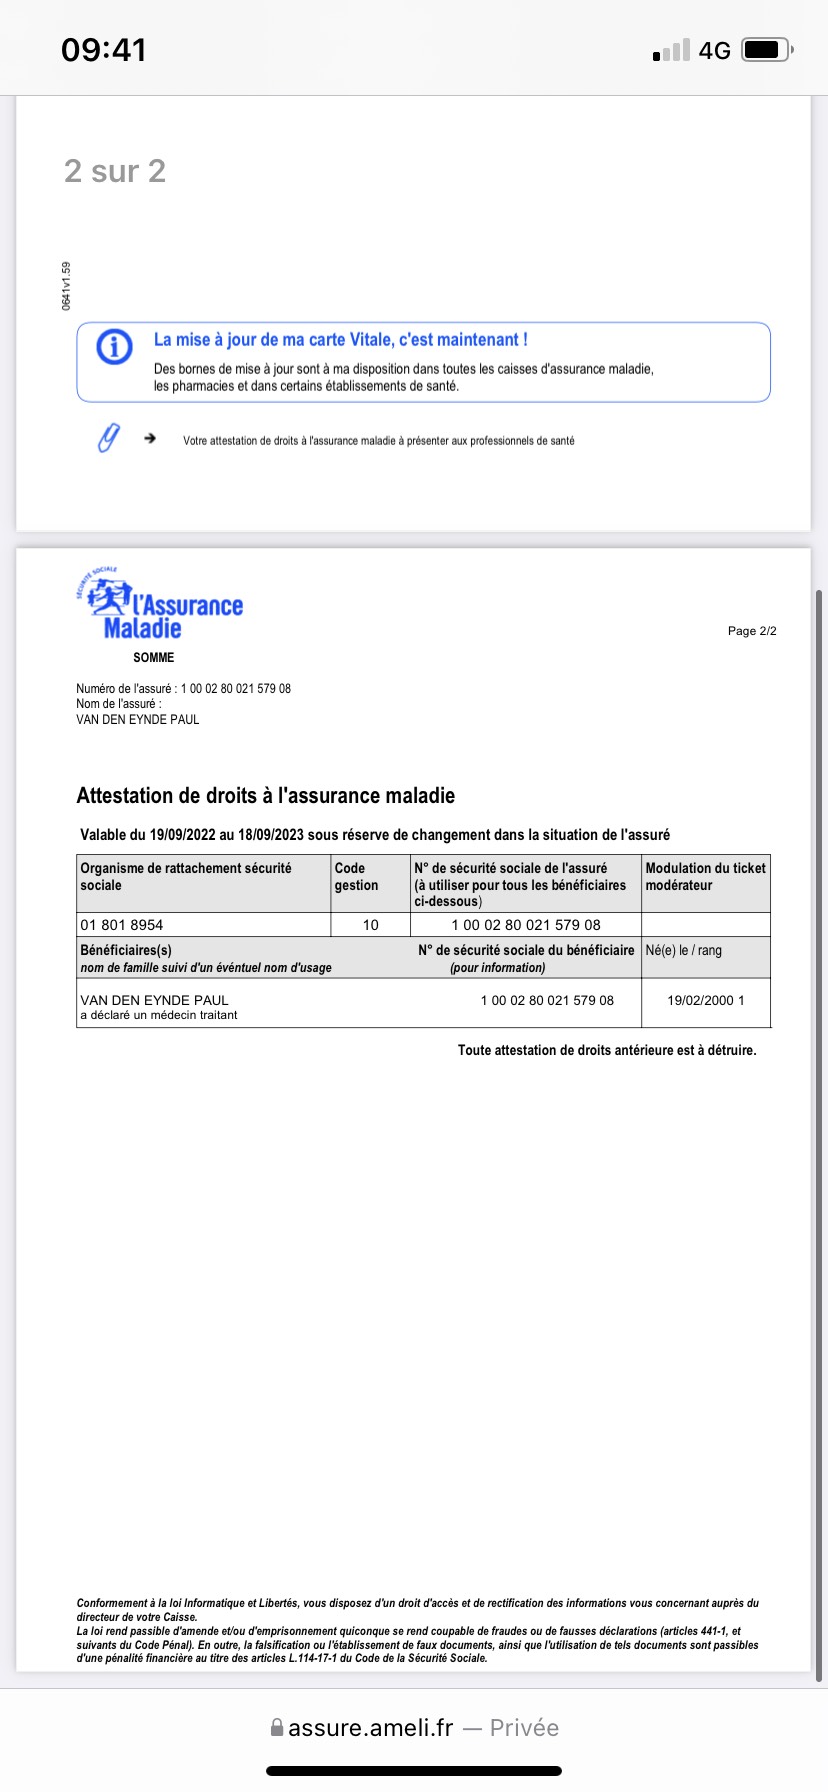 09:41
4G
2 sur 2
0641v1.59
La mise à jour de ma carte Vitale, c'est maintenant !
Des bornes de mise à jour sont à ma disposition dans toutes les caisses d'assurance maladie,
les pharmacies et dans certains établissements de santé.
Votre attestation de droits à l'assurance maladie à présenter aux professionnels de santé
SÉCURITÉ SOCIALE
l'Assurance
Maladie
Page 2/2
SOMME
Numéro de l'assuré : 1 00 02 80 021 579 08
Nom de l'assuré :
VAN DEN EYNDE PAUL
Attestation de droits à l'assurance maladie
Valable du 19/09/2022 au 18/09/2023 sous réserve de changement dans la situation de l'assuré
Organisme de rattachement sécurité
sociale
Code
gestion
N° de sécurité sociale de l'assuré
(à utiliser pour tous les bénéficiaires
ci-dessous)
Modulation du ticket
modérateur
01 801 8954
10
1 00 02 80 021 579 08
Bénéficiaires(s)
nom de famille suivi d'un événtuel nom d'usage
N° de sécurité sociale du bénéficiaire
(pour information)
Né(e) le / rang
VAN DEN EYNDE PAUL
a déclaré un médecin traitant
1 00 02 80 021 579 08
19/02/2000 1
Toute attestation de droits antérieure est à détruire.
Conformement à la loi Informatique et Libertés, vous disposez d'un droit d'accès et de rectification des informations vous concernant auprès du
directeur de votre Caisse.
La loi rend passible d'amende et/ou d'emprisonnement quiconque se rend coupable de fraudes ou de fausses déclarations (articles 441-1, et
suivants du Code Pénal). En outre, la falsification ou l'établissement de faux documents, ainsi que l'utilisation de tels documents sont passibles
d'une pénalité financière au titre des articles L.114-17-1 du Code de la Sécurité Sociale.
assure.ameli.fr — Privée